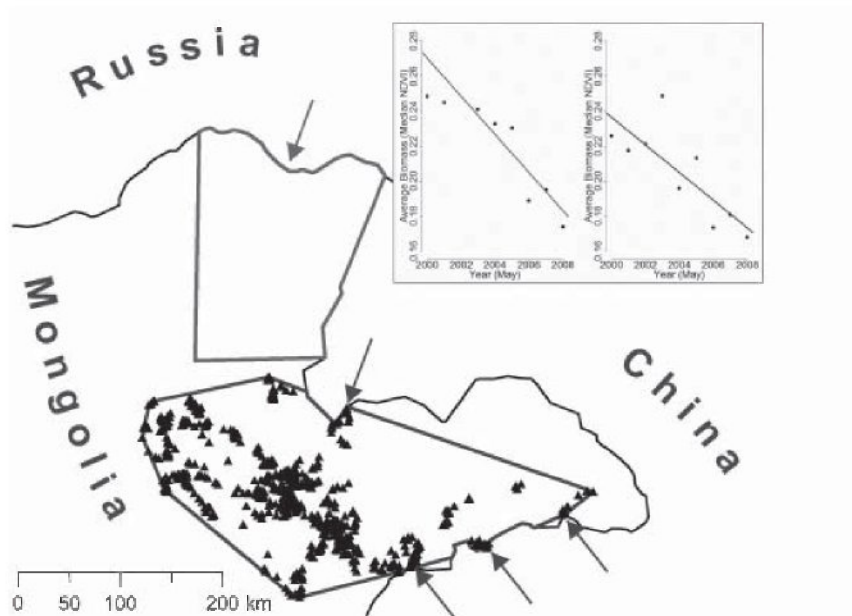 Russia
Mongolia
China
Average Biomass (Median NDVI)
0.28
0.26
0.24
0.22
0.20
0.18
0.16
2000 2002 2004 2006 2008
Year (May)
Average Biomass (Median NDVI)
0.28
0.26
0.24
0.22
0.20
0.18
0.16
2000 2002 2004 2006 2008
Year (May)
0 50 100 200 km